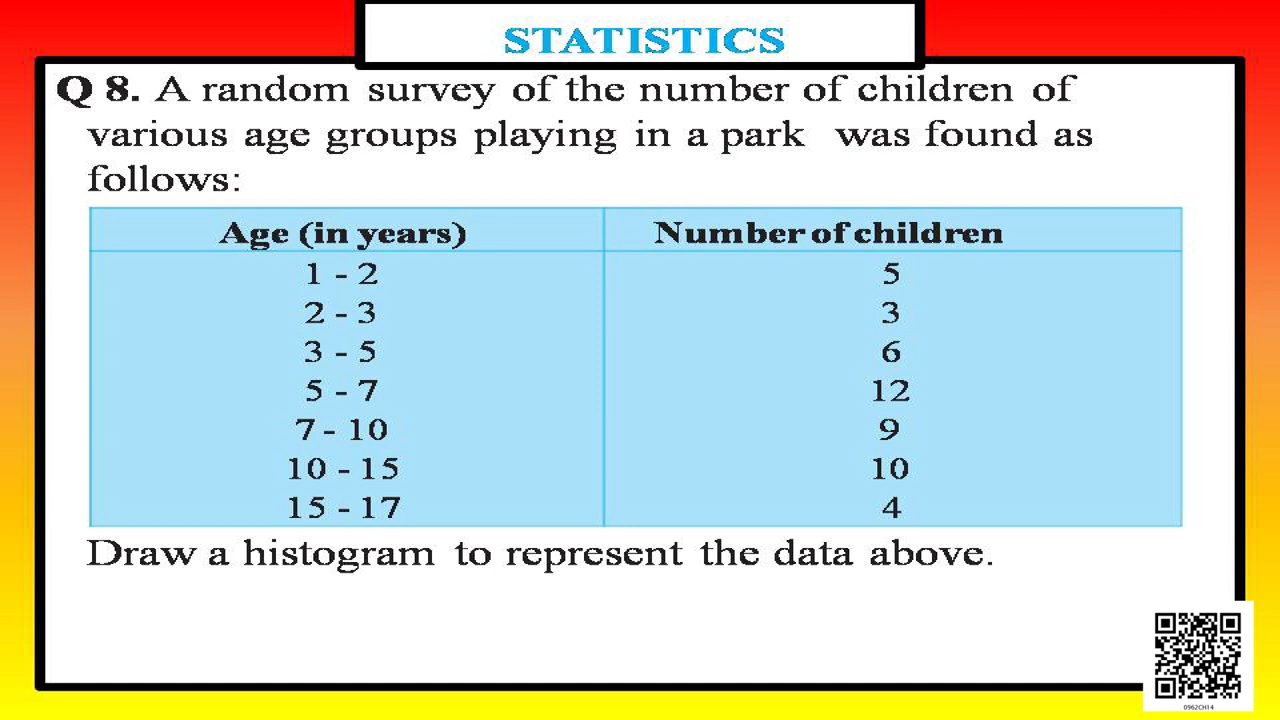 STATISTICS
Q 8. A random survey of the number of children of
various age groups playing in a park was found as
follows:
Age (in years) Number of children
1 - 2 5
2 - 3 3
3 - 5 6
5 - 7 12
7 - 10 9
10 - 15 10
15 - 17 4
Draw a histogram to represent the data above.
0962CH14